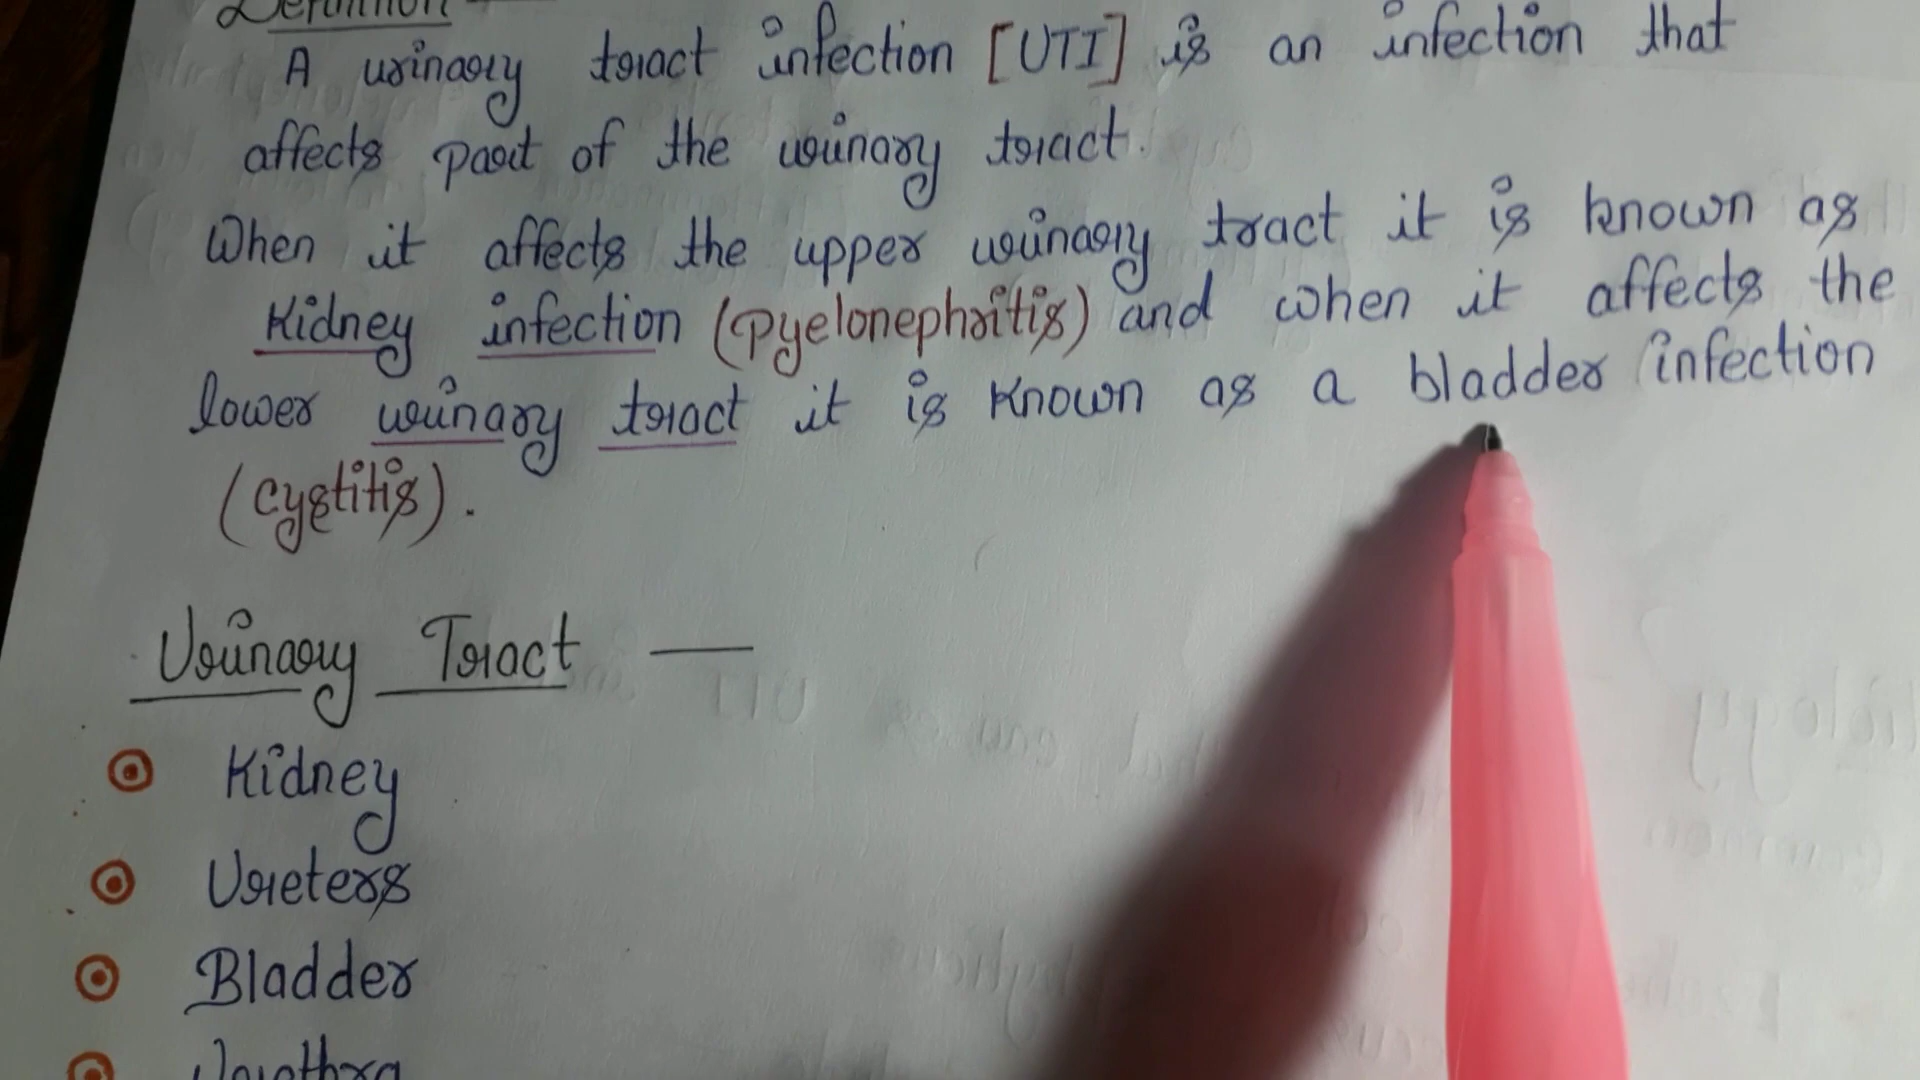 Definition
A urinary tract infection [UTI] is an infection that
affects part of the urinary tract.
When it affects the upper urinary tract it is known as
Kidney infection (pyelonephritis) and when it affects the
lower urinary tract it is known as a bladder infection
(cystitis).
Urinary Tract —
Kidney
Ureters
Bladder
Urethra